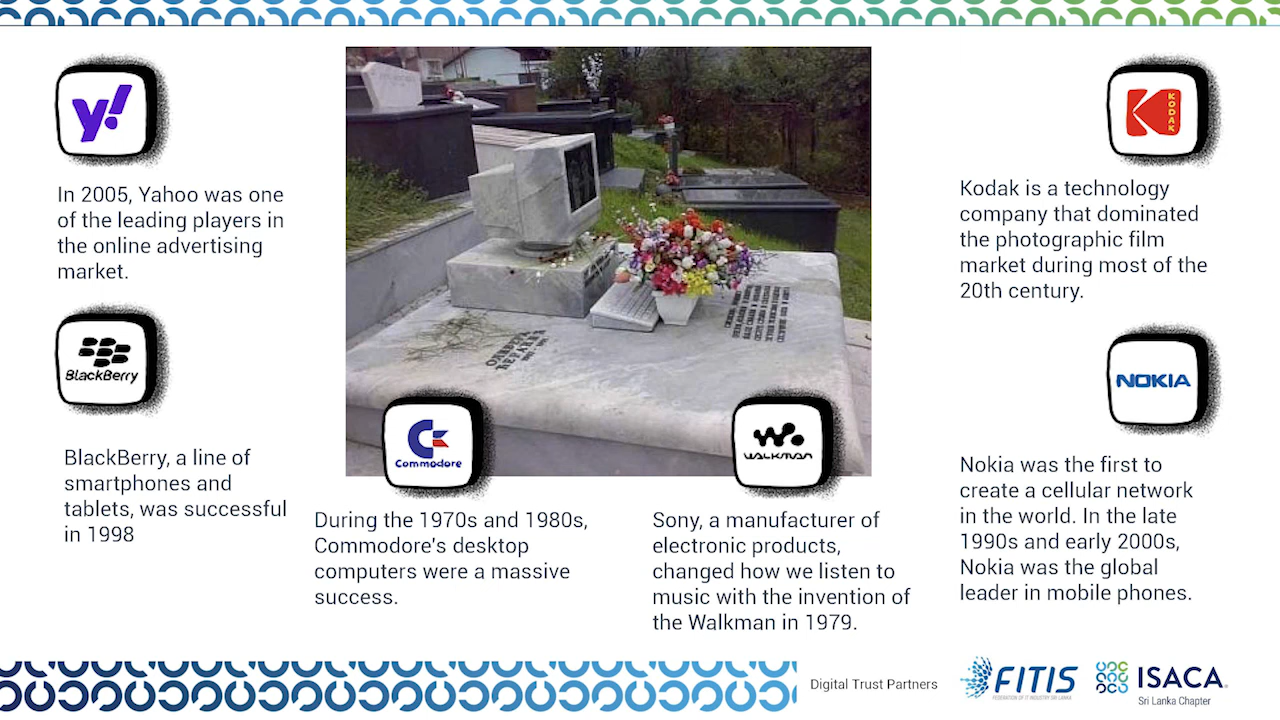 y!
In 2005, Yahoo was one
of the leading players in
the online advertising
market.
BlackBerry
BlackBerry, a line of
smartphones and
tablets, was successful
in 1998
Commodore
During the 1970s and 1980s,
Commodore's desktop
computers were a massive
success.
WALKMAN
Sony, a manufacturer of
electronic products,
changed how we listen to
music with the invention of
the Walkman in 1979.
KODAK
Kodak is a technology
company that dominated
the photographic film
market during most of the
20th century.
NOKIA
Nokia was the first to
create a cellular network
in the world. In the late
1990s and early 2000s,
Nokia was the global
leader in mobile phones.
Digital Trust Partners
FITIS
FEDERATION OF IT INDUSTRY SRI LANKA
ISACA
Sri Lanka Chapter